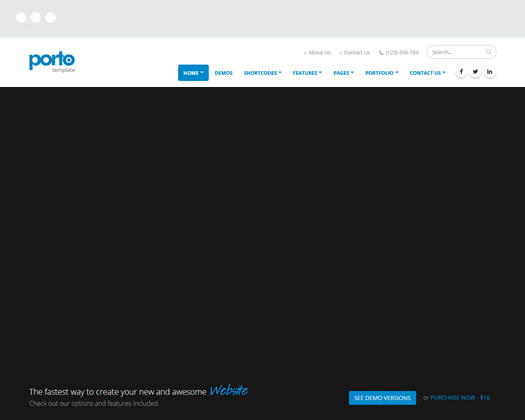 About Us
Contact Us
(123) 456-789
Search...
porto
template
HOME
DEMOS
SHORTCODES
FEATURES
PAGES
PORTFOLIO
CONTACT US
The fastest way to create your new and awesome Website
Check out our options and features included.
SEE DEMO VERSIONS
or PURCHASE NOW - $16